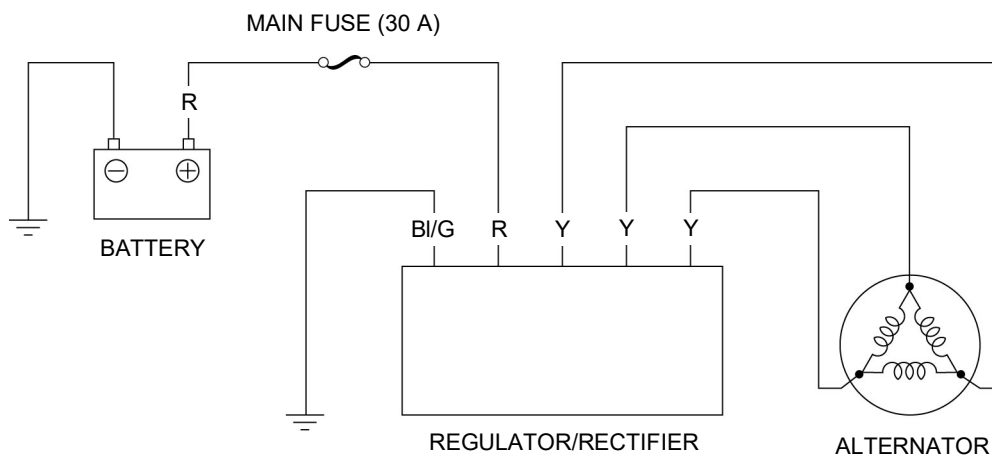 MAIN FUSE (30 A)
R
BATTERY
Bl/G R Y Y Y
REGULATOR/RECTIFIER
ALTERNATOR